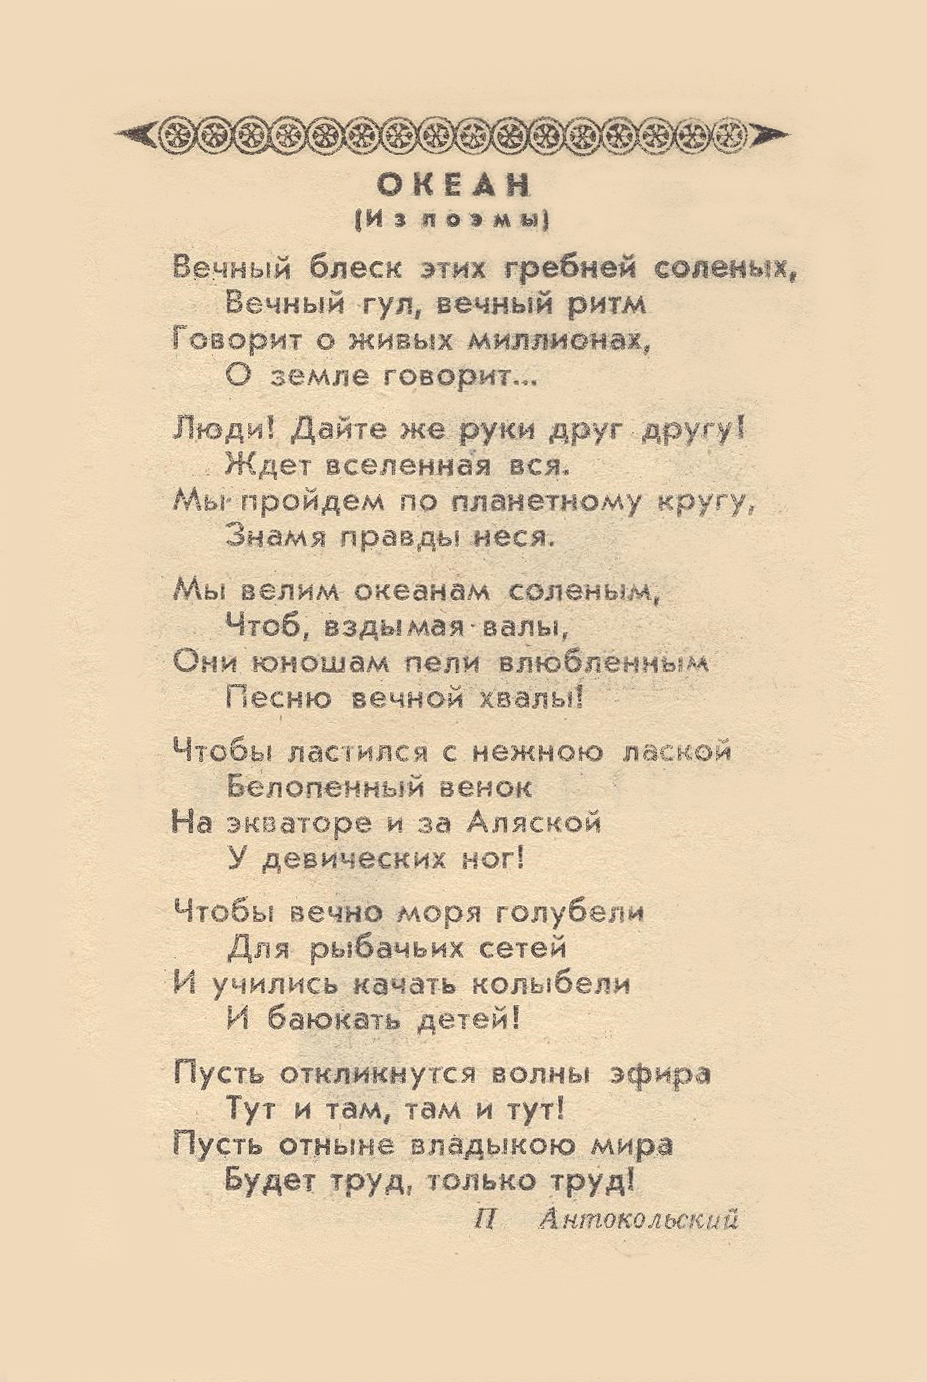 ОКЕАН
(Из поэмы)
Вечный блеск этих гребней соленых,
Вечный гул, вечный ритм
Говорит о живых миллионах,
О земле говорит...
Люди! Дайте же руки друг другу!
Ждет вселенная вся.
Мы пройдем по планетному кругу,
Знамя правды неся.
Мы велим океанам соленым,
Чтоб, вздымая валы,
Они юношам пели влюбленным
Песню вечной хвалы!
Чтобы ластился с нежною лаской
Белопенный венок
На экваторе и за Аляской
У девических ног!
Чтобы вечно моря голубели
Для рыбачьих сетей
И учились качать колыбели
И баюкать детей!
Пусть откликнутся волны эфира
Тут и там, там и тут!
Пусть отныне владыкою мира
Будет труд, только труд!
П Антокольский